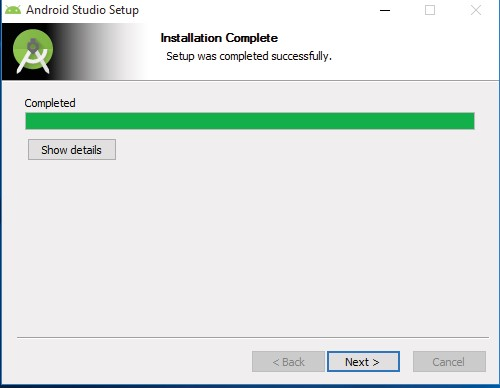 Android Studio Setup
Installation Complete
Setup was completed successfully.
Completed
Show details
< Back
Next >
Cancel